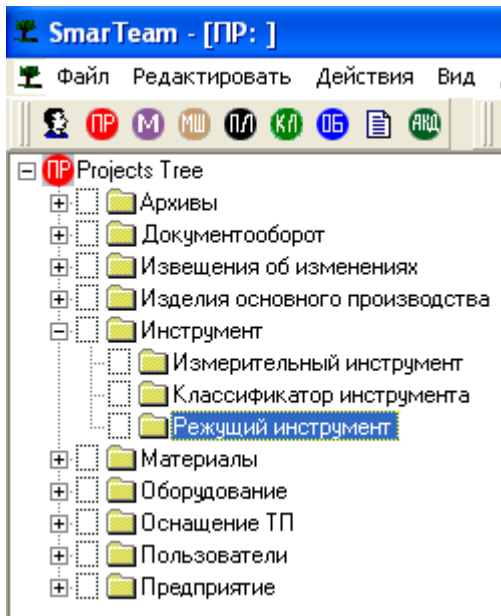 SmarTeam - [ПР: ]
Файл Редактировать Действия Вид
ПР М МШ ПЛ КЛ ОБ АКД
ПР Projects Tree
Архивы
Документооборот
Извещения об изменениях
Изделия основного производства
Инструмент
Измерительный инструмент
Классификатор инструмента
Режущий инструмент
Материалы
Оборудование
Оснащение ТП
Пользователи
Предприятие